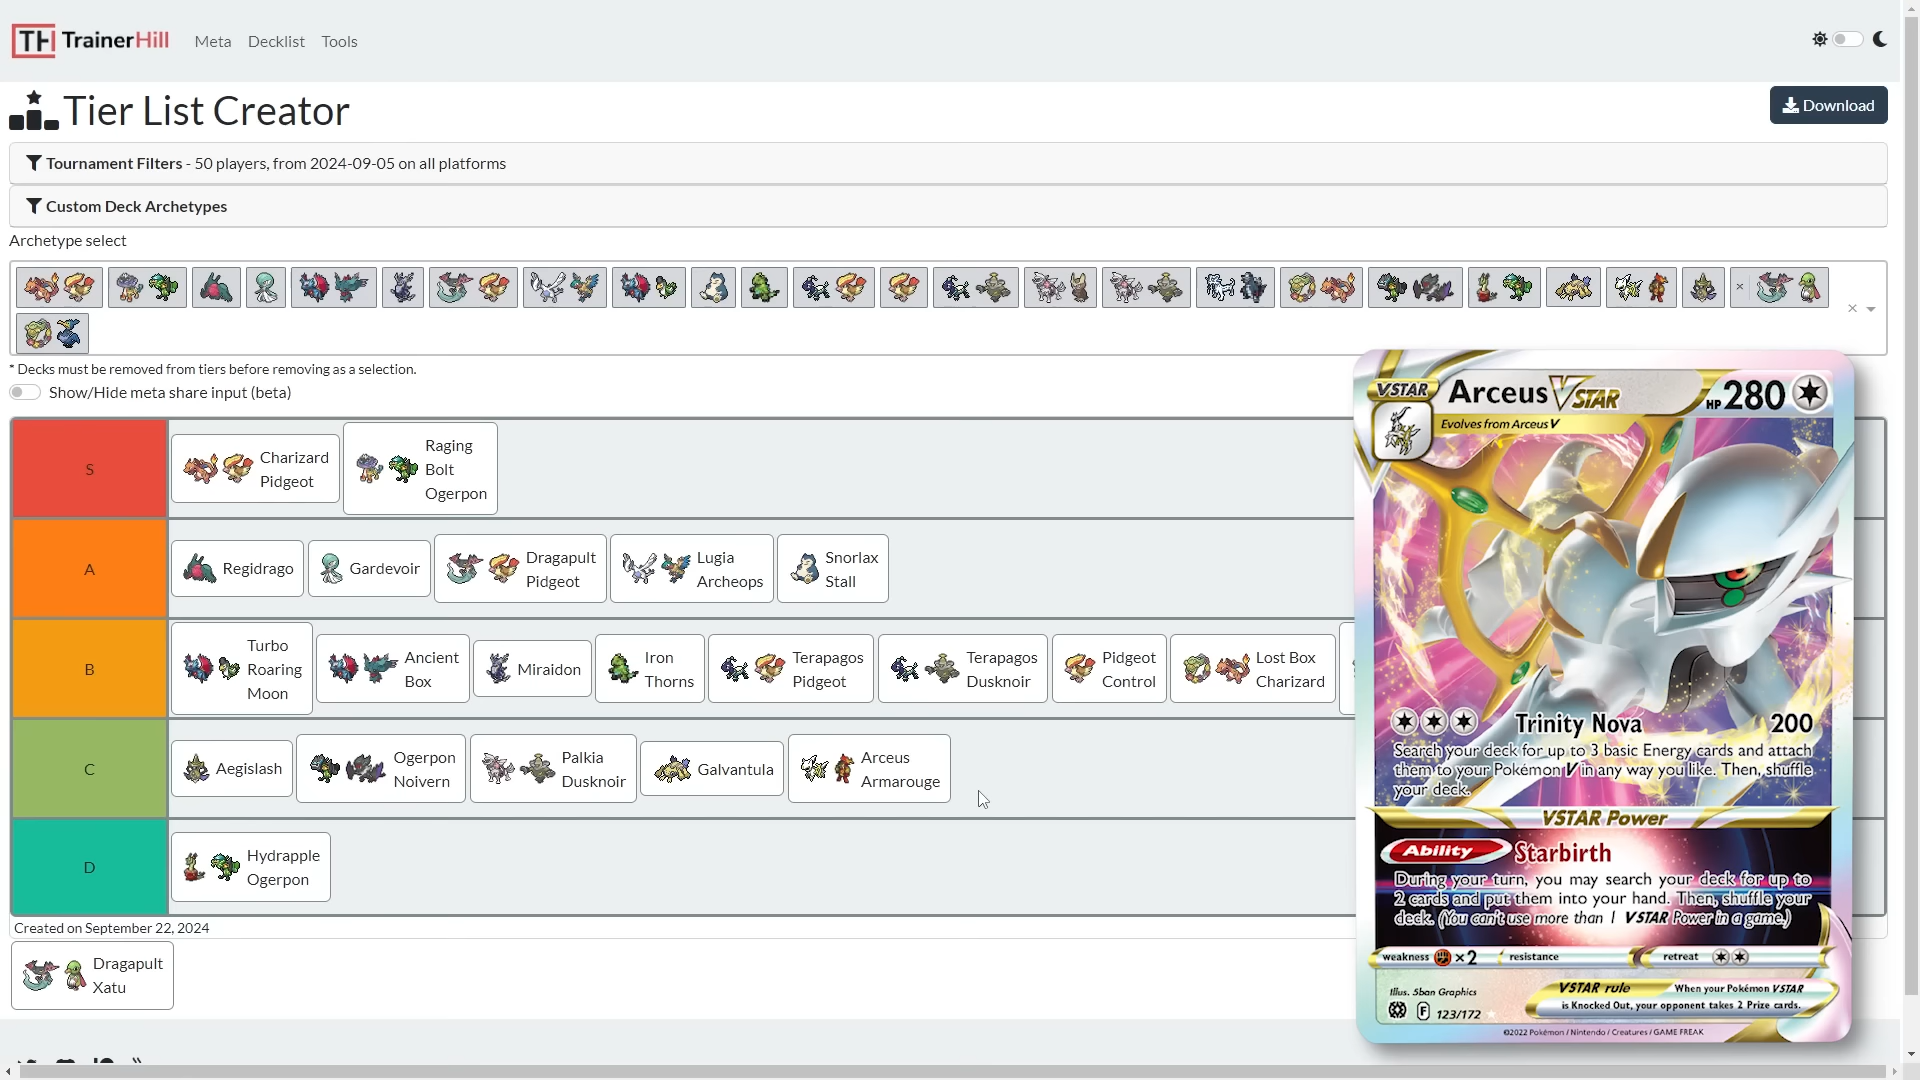 TH TrainerHill Meta Decklist Tools
Tier List Creator
Download
Tournament Filters - 50 players, from 2024-09-05 on all platforms
Custom Deck Archetypes
Archetype select
* Decks must be removed from tiers before removing as a selection.
Show/Hide meta share input (beta)
S
Charizard
Pidgeot
Raging
Bolt
Ogerpon
A
Regidrago
Gardevoir
Dragapult
Pidgeot
Lugia
Archeops
Snorlax
Stall
B
Turbo
Roaring
Moon
Ancient
Box
Miraidon
Iron
Thorns
Terapagos
Pidgeot
Terapagos
Dusknoir
Pidgeot
Control
Lost Box
Charizard
C
Aegislash
Ogerpon
Noivern
Palkia
Dusknoir
Galvantula
Arceus
Armarouge
D
Hydrapple
Ogerpon
Created on September 22, 2024
Dragapult
Xatu
VSTAR Arceus VSTAR HP 280
Evolves from Arceus V
Trinity Nova 200
Search your deck for up to 3 basic Energy cards and attach
them to your Pokémon V in any way you like. Then, shuffle
your deck.
VSTAR Power
Ability Starbirth
During your turn, you may search your deck for up to
2 cards and put them into your hand. Then, shuffle your
deck. (You can't use more than 1 VSTAR Power in a game.)
weakness ×2 resistance retreat
Illus. 5ban Graphics
F 123/172
VSTAR rule When your Pokémon VSTAR
is Knocked Out, your opponent takes 2 Prize cards.
©2022 Pokémon / Nintendo / Creatures / GAME FREAK